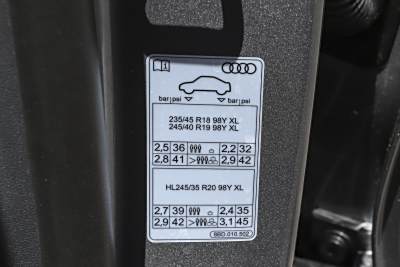 bar|psi bar|psi
235/45 R18 98Y XL
245/40 R19 98Y XL
2,5 36 2,2 32
2,8 41 > 2,9 42
HL245/35 R20 98Y XL
2,7 39 2,4 35
2,9 42 > 3,1 45
8BD.010.502